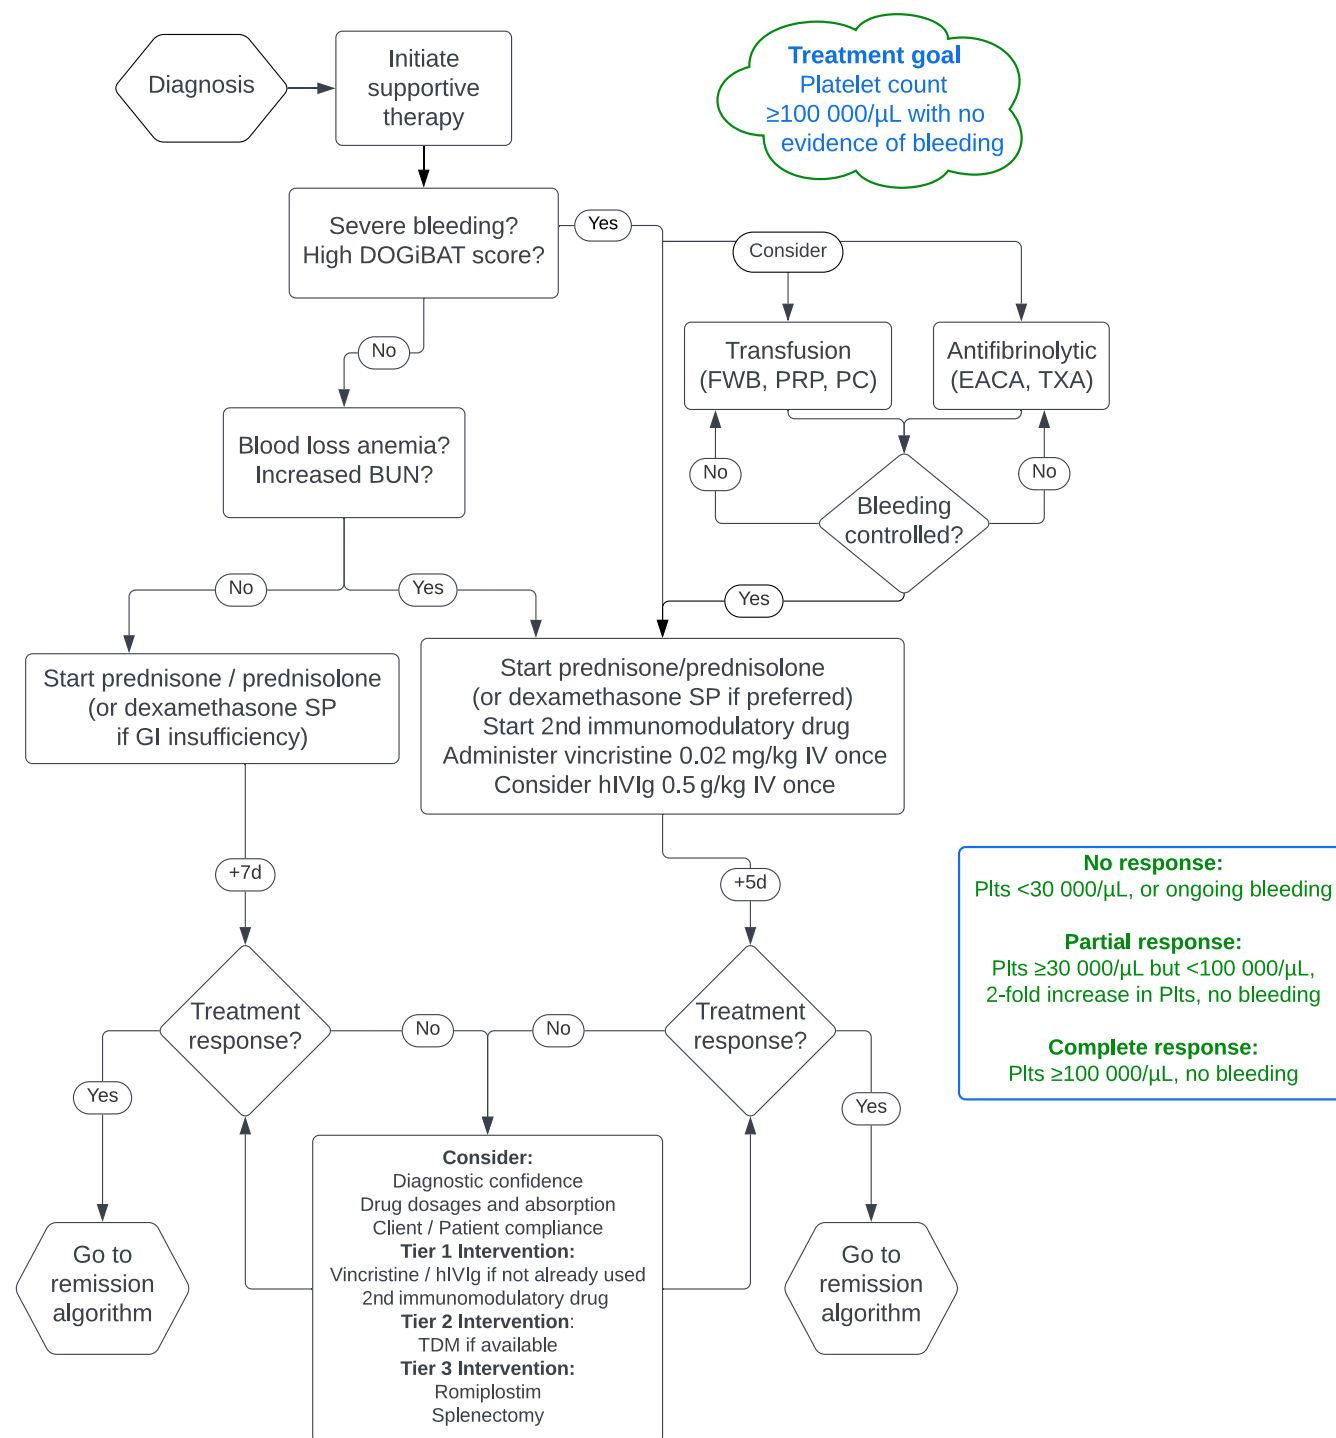 Diagnosis
Initiate
supportive
therapy
Treatment goal
Platelet count
≥100 000/µL with no
evidence of bleeding
Severe bleeding?
High DOGiBAT score?
Yes
Consider
No
Transfusion
(FWB, PRP, PC)
Antifibrinolytic
(EACA, TXA)
Blood loss anemia?
Increased BUN?
No
No
Bleeding
controlled?
No
Yes
Yes
Start prednisone / prednisolone
(or dexamethasone SP
if GI insufficiency)
Start prednisone/prednisolone
(or dexamethasone SP if preferred)
Start 2nd immunomodulatory drug
Administer vincristine 0.02 mg/kg IV once
Consider hIVIg 0.5 g/kg IV once
+7d
+5d
No response:
Plts <30 000/µL, or ongoing bleeding
Partial response:
Plts ≥30 000/µL but <100 000/µL,
2-fold increase in Plts, no bleeding
Complete response:
Plts ≥100 000/µL, no bleeding
Treatment
response?
No
No
Treatment
response?
Yes
Yes
Consider:
Diagnostic confidence
Drug dosages and absorption
Client / Patient compliance
Tier 1 Intervention:
Vincristine / hIVIg if not already used
2nd immunomodulatory drug
Tier 2 Intervention:
TDM if available
Tier 3 Intervention:
Romiplostim
Splenectomy
Go to
remission
algorithm
Go to
remission
algorithm